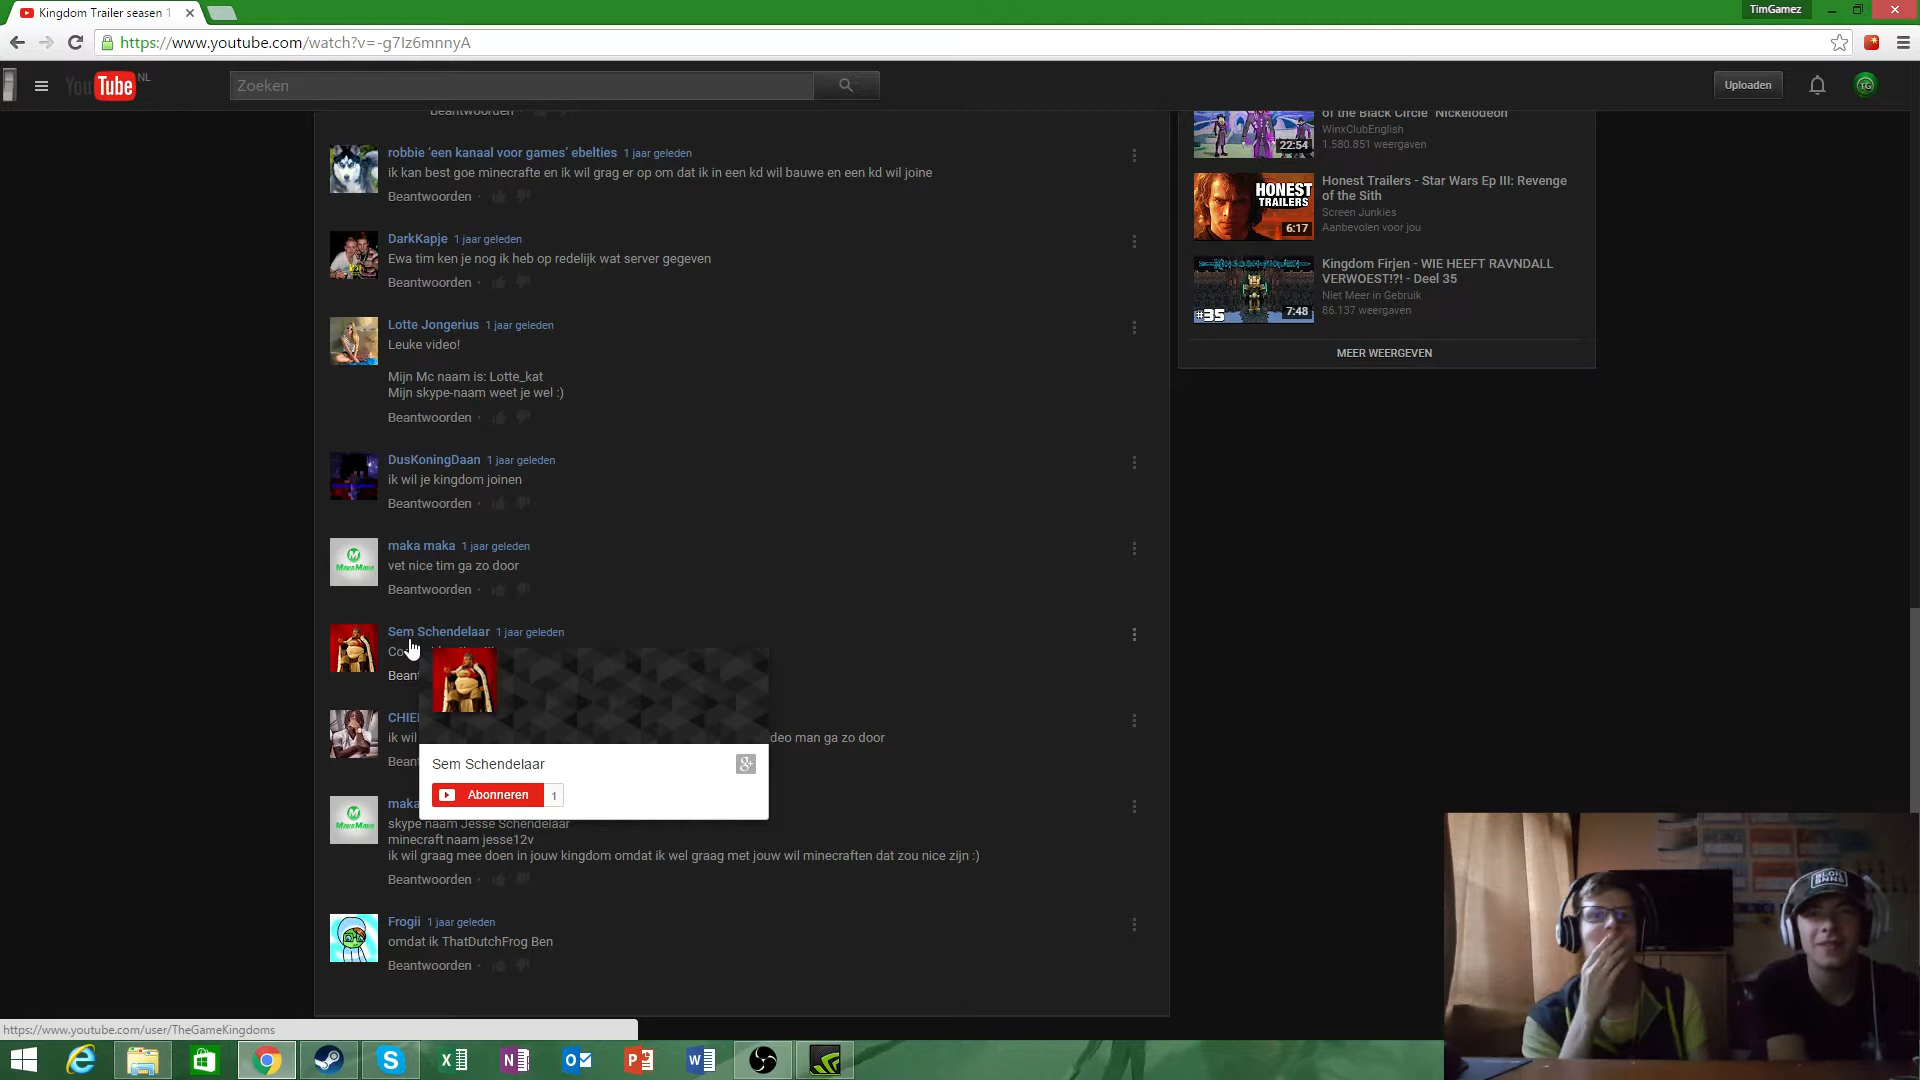 Kingdom Trailer seasen 1
TimGamez
https://www.youtube.com/watch?v=-g7Iz6mnnyA
YouTube NL
Zoeken
Uploaden
TG
Beantwoorden
robbie 'een kanaal voor games' ebelties 1 jaar geleden
ik kan best goe minecrafte en ik wil grag er op om dat ik in een kd wil bauwe en een kd wil joine
Beantwoorden
DarkKapje 1 jaar geleden
Ewa tim ken je nog ik heb op redelijk wat server gegeven
Beantwoorden
Lotte Jongerius 1 jaar geleden
Leuke video!
Mijn Mc naam is: Lotte_kat
Mijn skype-naam weet je wel :)
Beantwoorden
DusKoningDaan 1 jaar geleden
ik wil je kingdom joinen
Beantwoorden
maka maka 1 jaar geleden
vet nice tim ga zo door
Beantwoorden
Sem Schendelaar 1 jaar geleden
Co
Beant
Sem Schendelaar
Abonneren 1
CHIEF
ik wil deo man ga zo door
Bean
maka
skype naam Jesse Schendelaar
minecraft naam jesse12v
ik wil graag mee doen in jouw kingdom omdat ik wel graag met jouw wil minecraften dat zou nice zijn :)
Beantwoorden
Frogii 1 jaar geleden
omdat ik ThatDutchFrog Ben
Beantwoorden
of the Black Circle" Nickelodeon
WinxClubEnglish
1.580.851 weergaven
22:54
HONEST TRAILERS
6:17
Honest Trailers - Star Wars Ep III: Revenge
of the Sith
Screen Junkies
Aanbevolen voor jou
#35
7:48
Kingdom Firjen - WIE HEEFT RAVNDALL
VERWOEST!?! - Deel 35
Niet Meer in Gebruik
86.137 weergaven
MEER WEERGEVEN
https://www.youtube.com/user/TheGameKingdoms